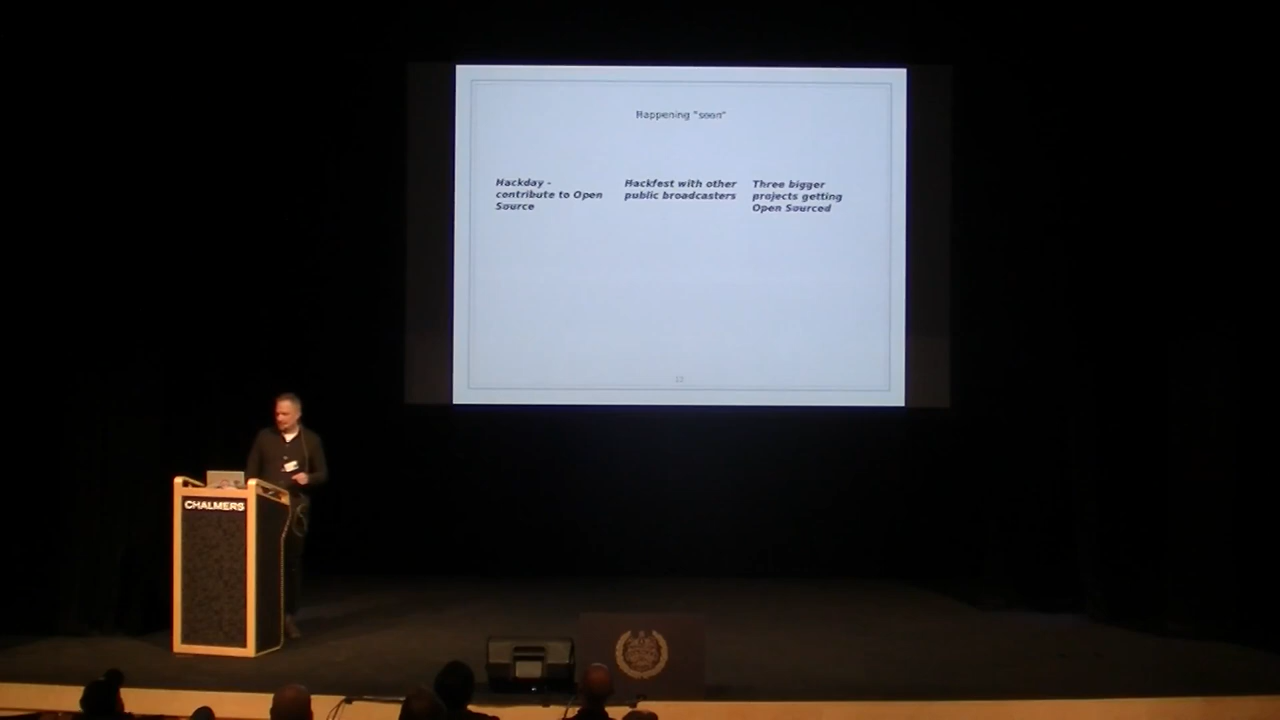 Happening "soon"
Hackday -
contribute to Open
Source
Hackfest with other
public broadcasters
Three bigger
projects getting
Open Sourced
CHALMERS